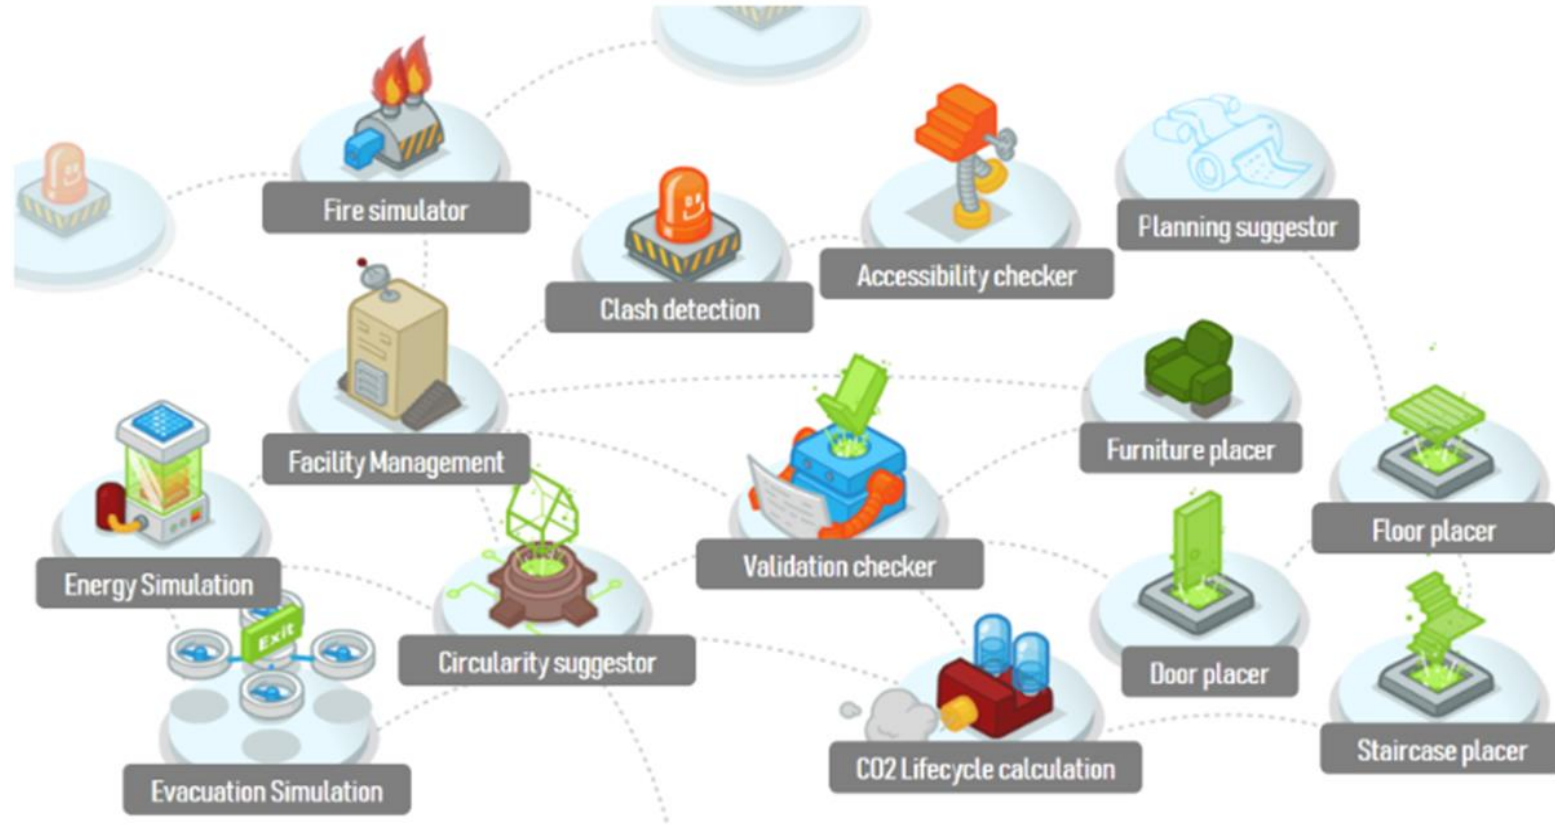 Fire simulator
Planning suggestor
Accessibility checker
Clash detection
Furniture placer
Facility Management
Floor placer
Validation checker
Energy Simulation
Exit
Circularity suggestor
Door placer
Staircase placer
CO2 Lifecycle calculation
Evacuation Simulation